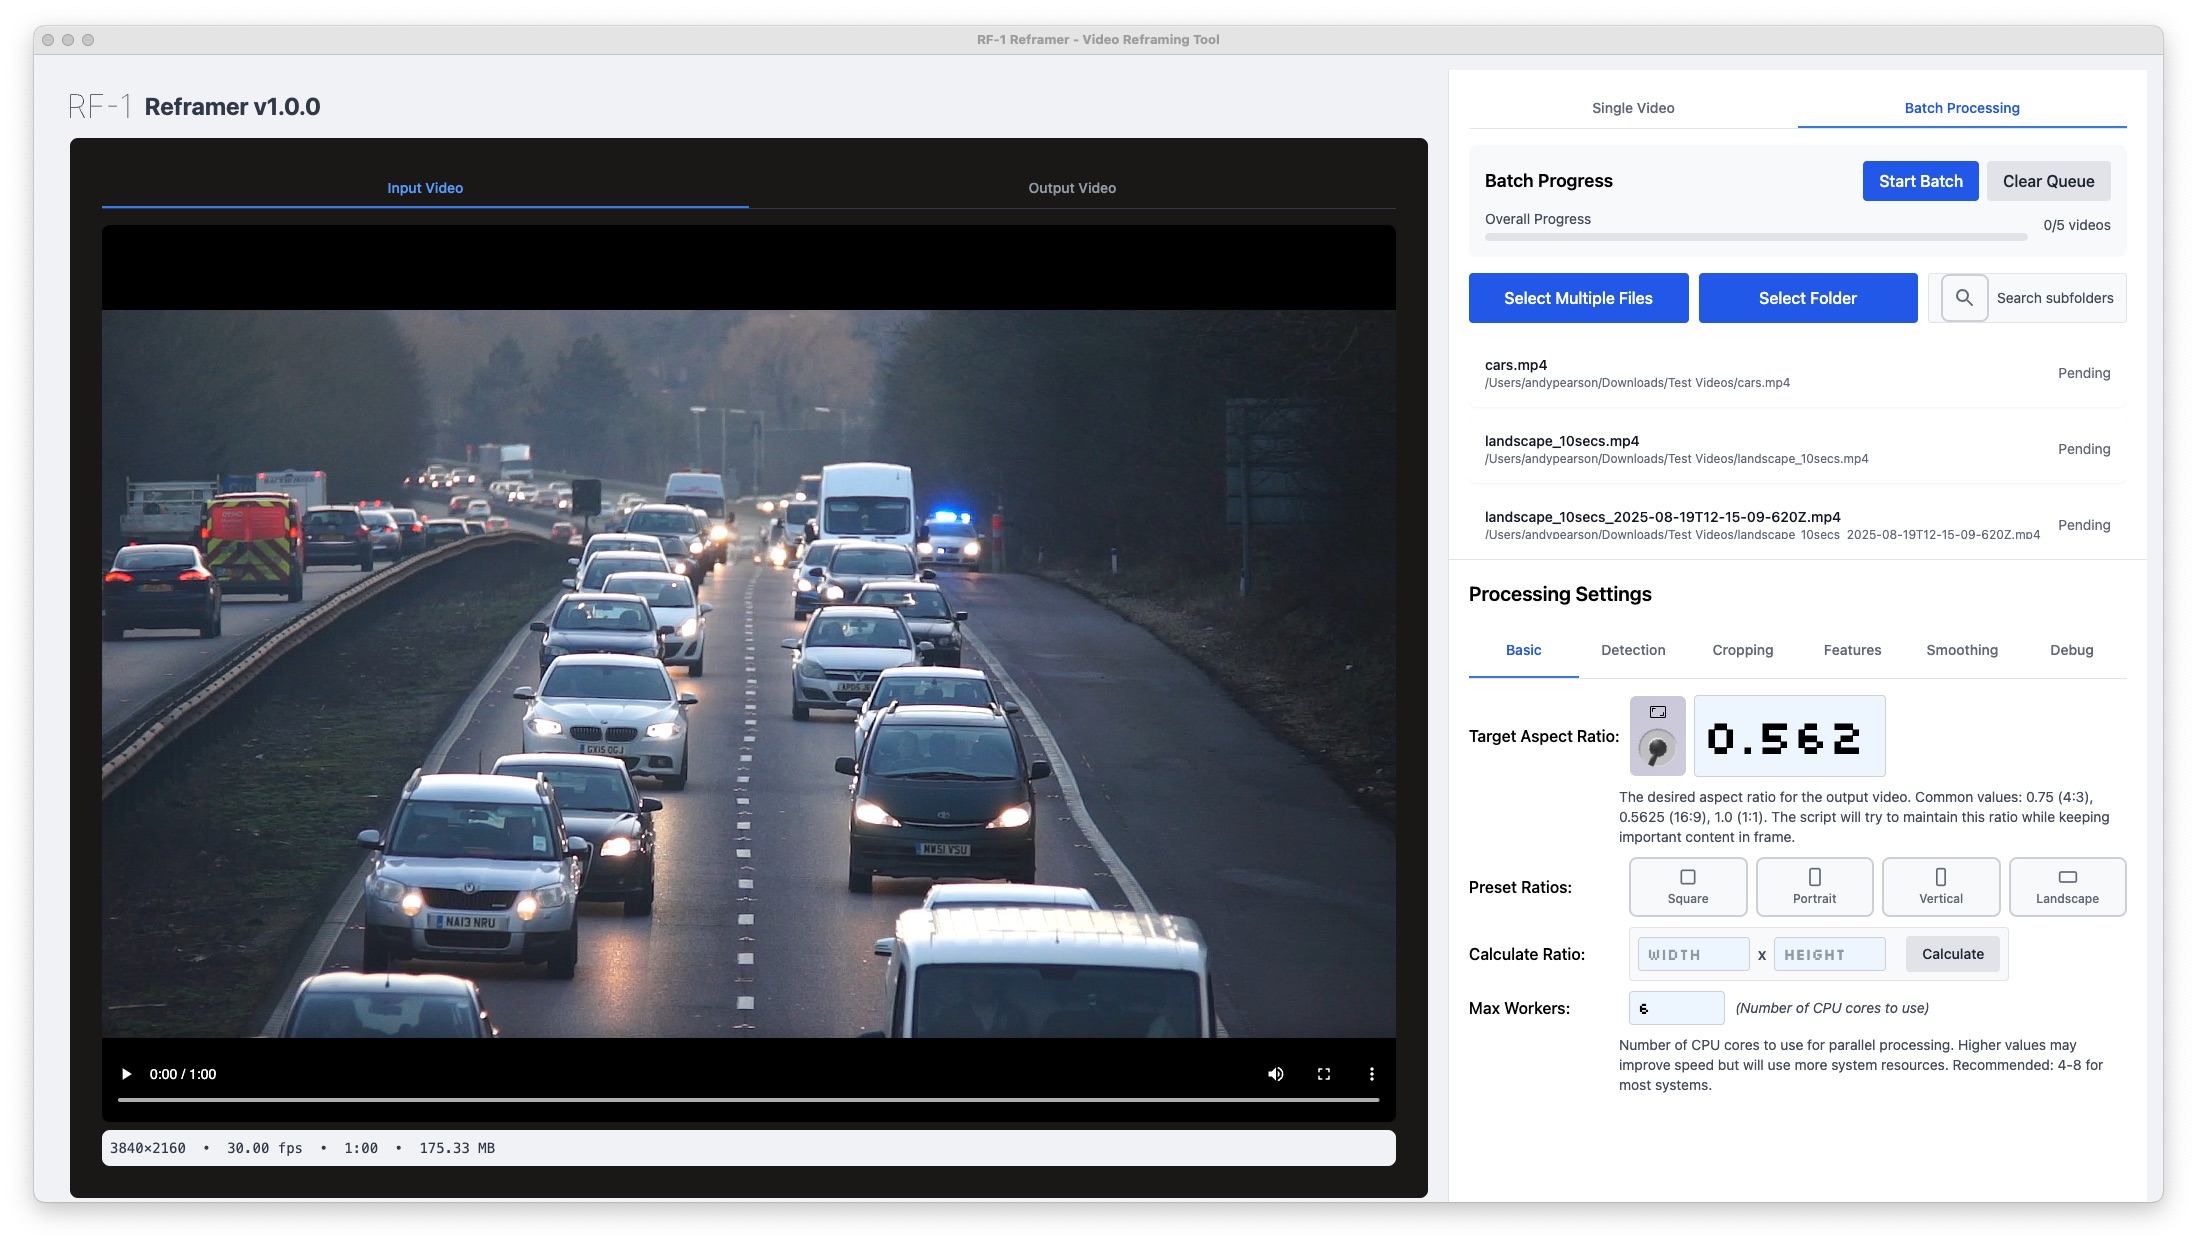 RF-1 Reframer - Video Reframing Tool
RF-1 Reframer v1.0.0
Input Video
Output Video
GX15 OGJ
NA13 NRU
MW51 VSU
0:00 / 1:00
3840×2160 • 30.00 fps • 1:00 • 175.33 MB
Single Video
Batch Processing
Batch Progress
Start Batch
Clear Queue
Overall Progress
0/5 videos
Select Multiple Files
Select Folder
Search subfolders
cars.mp4
/Users/andypearson/Downloads/Test Videos/cars.mp4
Pending
landscape_10secs.mp4
/Users/andypearson/Downloads/Test Videos/landscape_10secs.mp4
Pending
landscape_10secs_2025-08-19T12-15-09-620Z.mp4
/Users/andypearson/Downloads/Test Videos/landscape_10secs_2025-08-19T12-15-09-620Z.mp4
Pending
Processing Settings
Basic
Detection
Cropping
Features
Smoothing
Debug
Target Aspect Ratio:
0.562
The desired aspect ratio for the output video. Common values: 0.75 (4:3),
0.5625 (16:9), 1.0 (1:1). The script will try to maintain this ratio while keeping
important content in frame.
Preset Ratios:
Square
Portrait
Vertical
Landscape
Calculate Ratio:
WIDTH
x
HEIGHT
Calculate
Max Workers:
6
(Number of CPU cores to use)
Number of CPU cores to use for parallel processing. Higher values may
improve speed but will use more system resources. Recommended: 4-8 for
most systems.